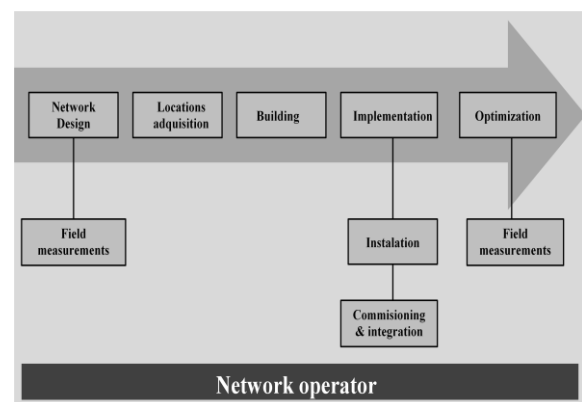 Network
Design
Locations
adquisition
Building
Implementation
Optimization
Field
measurements
Instalation
Field
measurements
Commisioning
& integration
Network operator